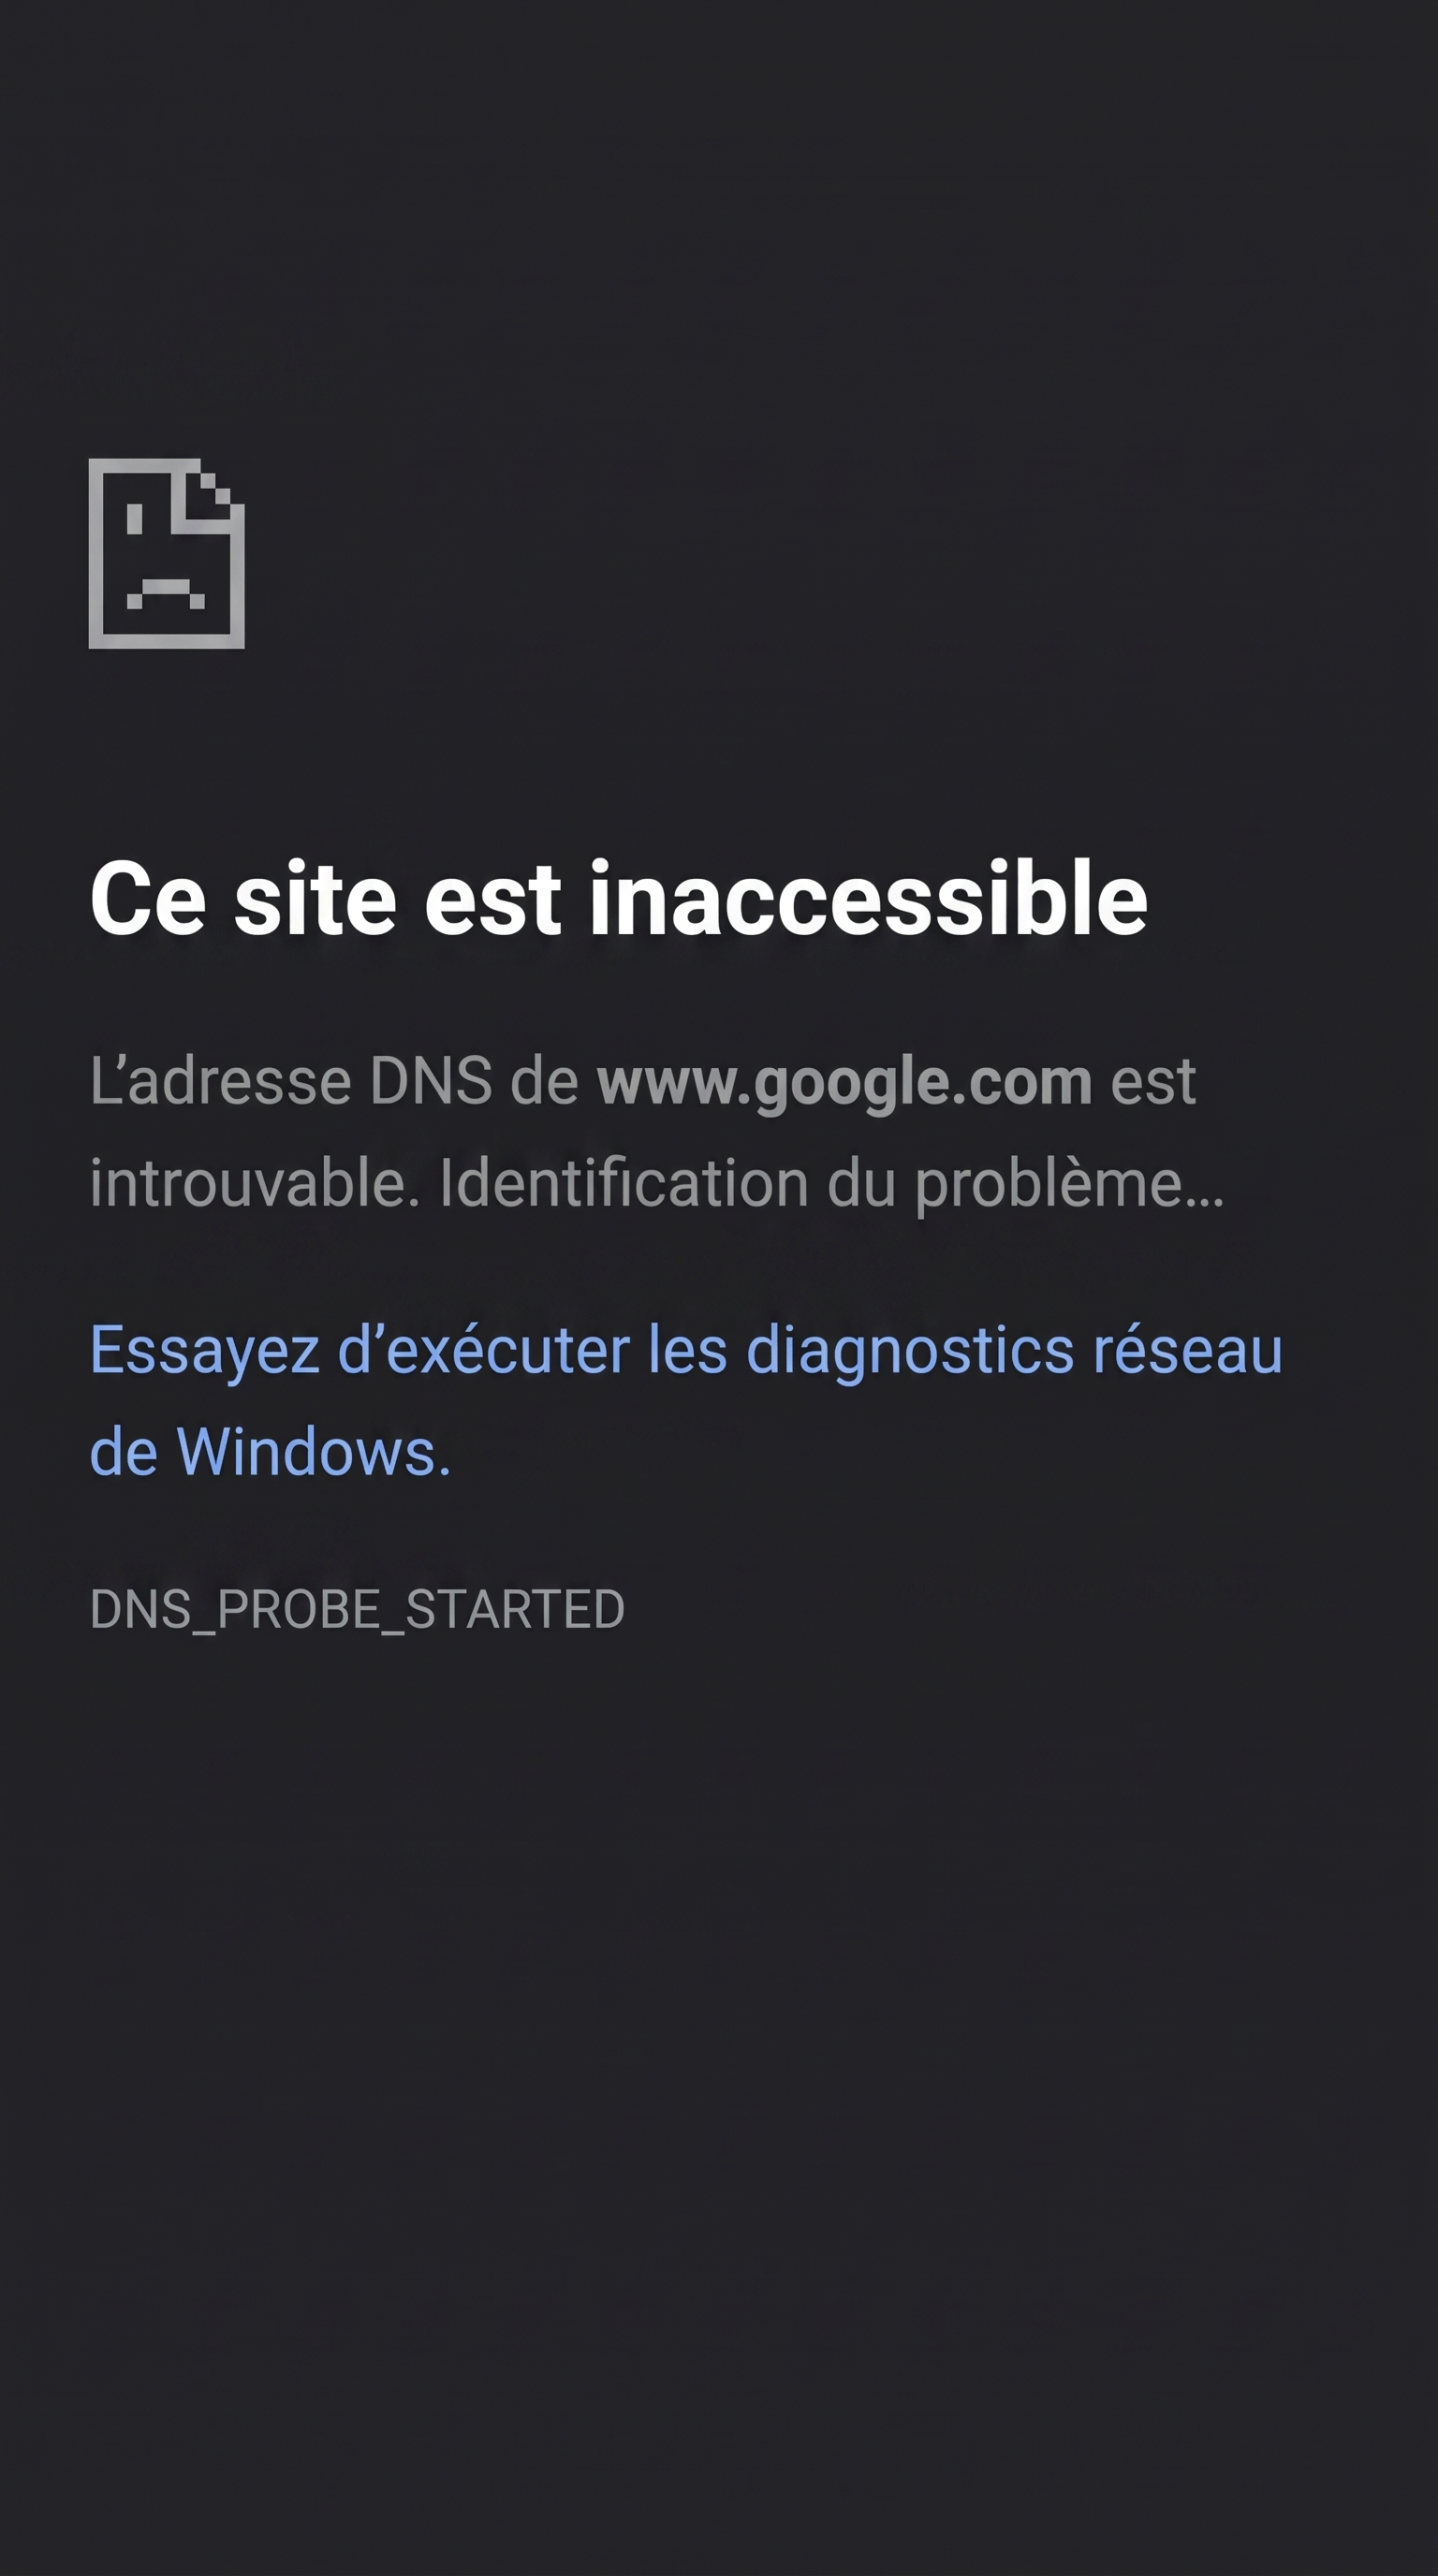 Ce site est inaccessible
L’adresse DNS de www.google.com est
introuvable. Identification du problème…
Essayez d’exécuter les diagnostics réseau
de Windows.
DNS_PROBE_STARTED